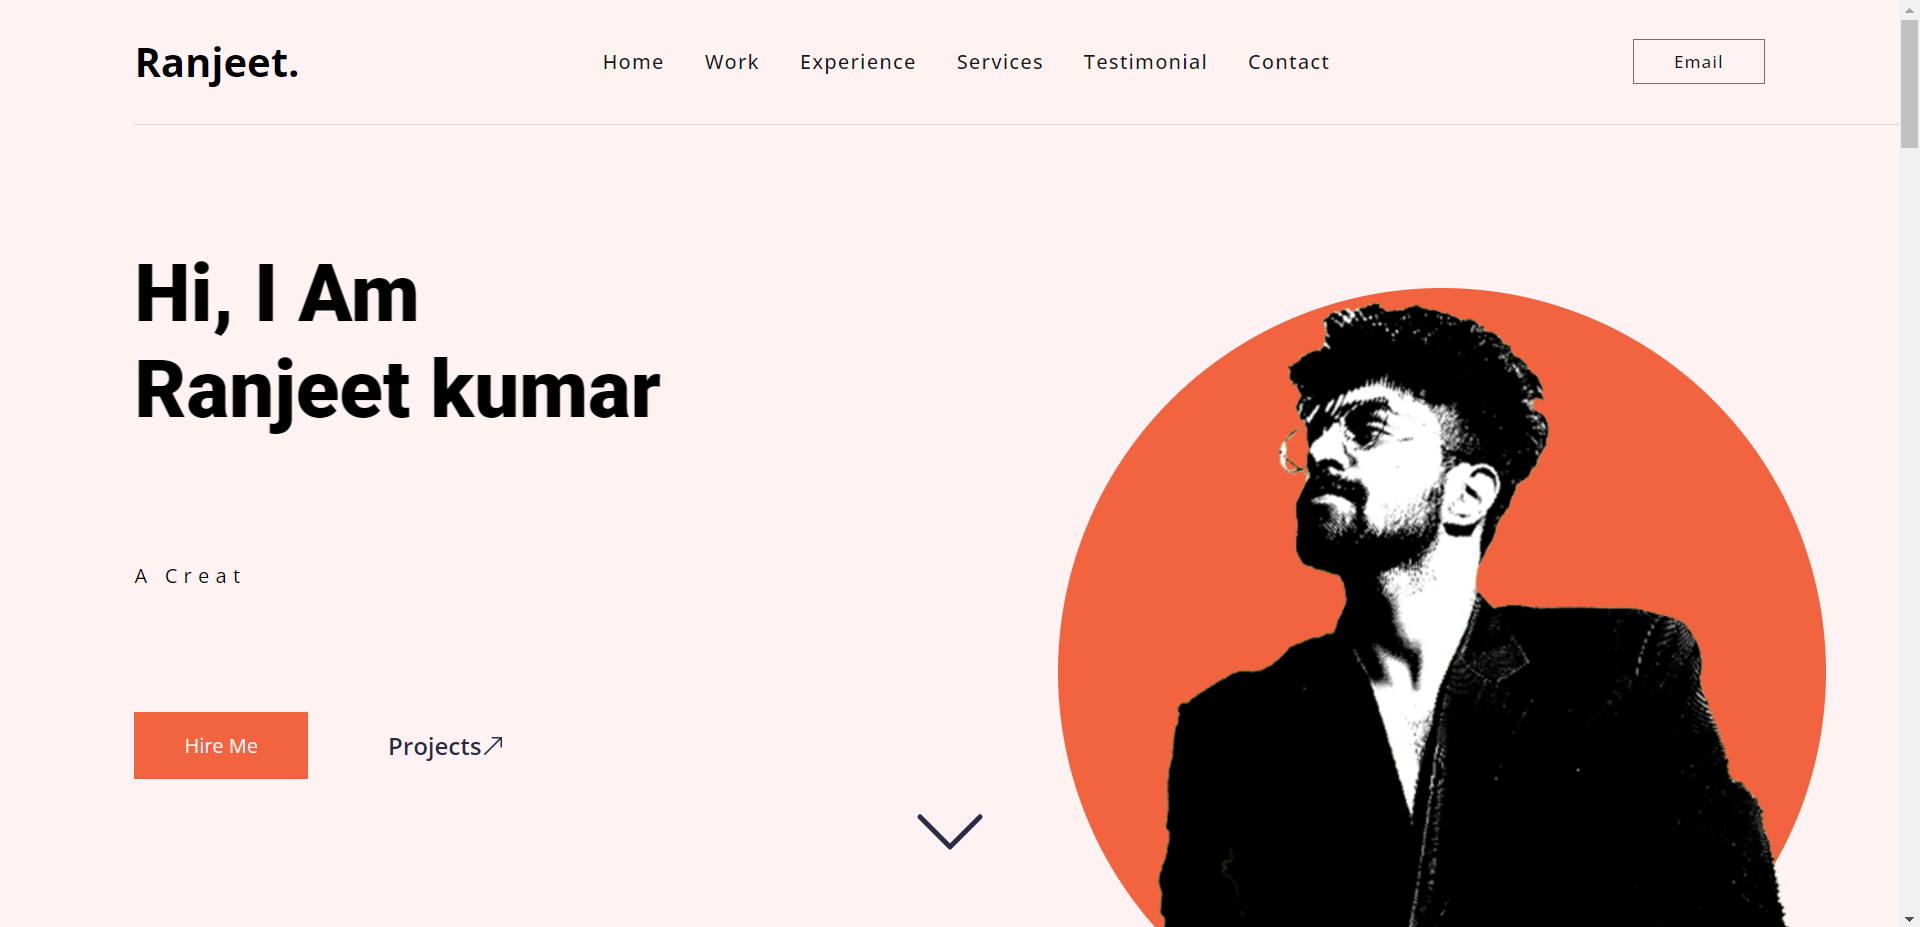 Ranjeet.
Home Work Experience Services Testimonial Contact
Email
Hi, I Am
Ranjeet kumar
A Creat
Hire Me
Projects